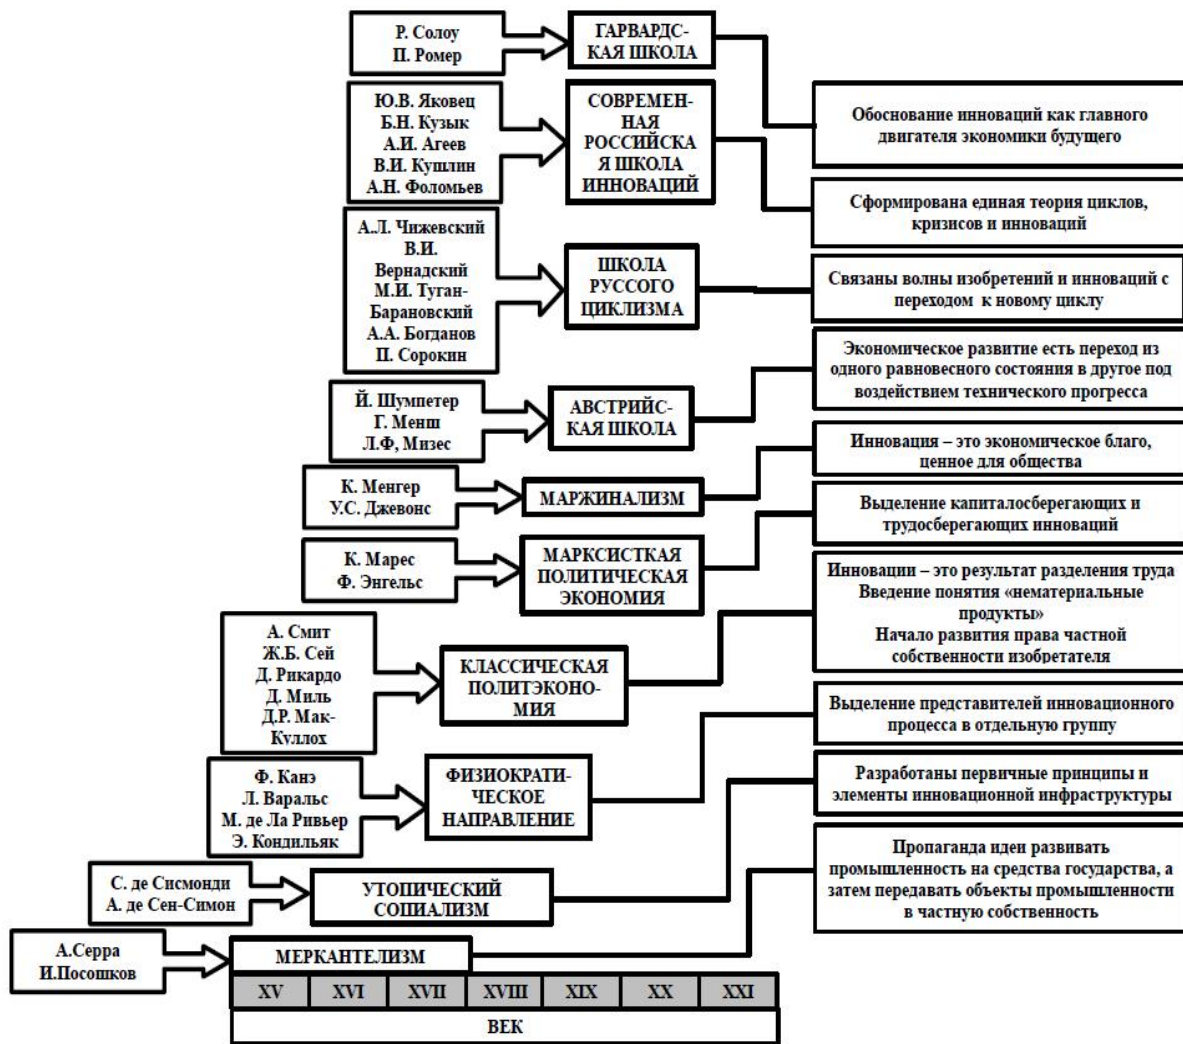 Р. Солоу
П. Ромер
ГАРВАРДС-
КАЯ ШКОЛА
Обоснование инноваций как главного
двигателя экономики будущего
Ю.В. Яковец
Б.Н. Кузык
А.И. Агеев
В.И. Кушлин
А.Н. Фоломьев
СОВРЕМЕН-
НАЯ
РОССИЙСКА
Я ШКОЛА
ИННОВАЦИЙ
Сформирована единая теория циклов,
кризисов и инноваций
А.Л. Чижевский
В.И.
Вернадский
М.И. Туган-
Барановский
А.А. Богданов
П. Сорокин
ШКОЛА
РУССОГО
ЦИКЛИЗМА
Связаны волны изобретений и инноваций с
переходом к новому циклу
Й. Шумпетер
Г. Менш
Л.Ф, Мизес
АВСТРИЙС-
КАЯ ШКОЛА
Экономическое развитие есть переход из
одного равновесного состояния в другое под
воздействием технического прогресса
К. Менгер
У.С. Джевонс
МАРЖИНАЛИЗМ
Инновация – это экономическое благо,
ценное для общества
К. Марес
Ф. Энгельс
МАРКСИСТКАЯ
ПОЛИТИЧЕСКАЯ
ЭКОНОМИЯ
Выделение капиталосберегающих и
трудосберегающих инноваций
А. Смит
Ж.Б. Сей
Д. Рикардо
Д. Миль
Д.Р. Мак-
Куллох
КЛАССИЧЕСКАЯ
ПОЛИТЭКОНО-
МИЯ
Инновации – это результат разделения труда
Введение понятия «нематериальные
продукты»
Начало развития права частной
собственности изобретателя
Ф. Канэ
Л. Варальс
М. де Ла Ривьер
Э. Кондильяк
ФИЗИОКРАТИ-
ЧЕСКОЕ
НАПРАВЛЕНИЕ
Выделение представителей инновационного
процесса в отдельную группу
С. де Сисмонди
А. де Сен-Симон
УТОПИЧЕСКИЙ
СОПИАЛИЗМ
Разработаны первичные принципы и
элементы инновационной инфраструктуры
А.Серра
И.Посошков
МЕРКАНТЕЛИЗМ
Пропаганда идеи развивать
промышленность на средства государства, а
затем передавать объекты промышленности
в частную собственность
XV XVI XVII XVIII XIX XX XXI
ВЕК